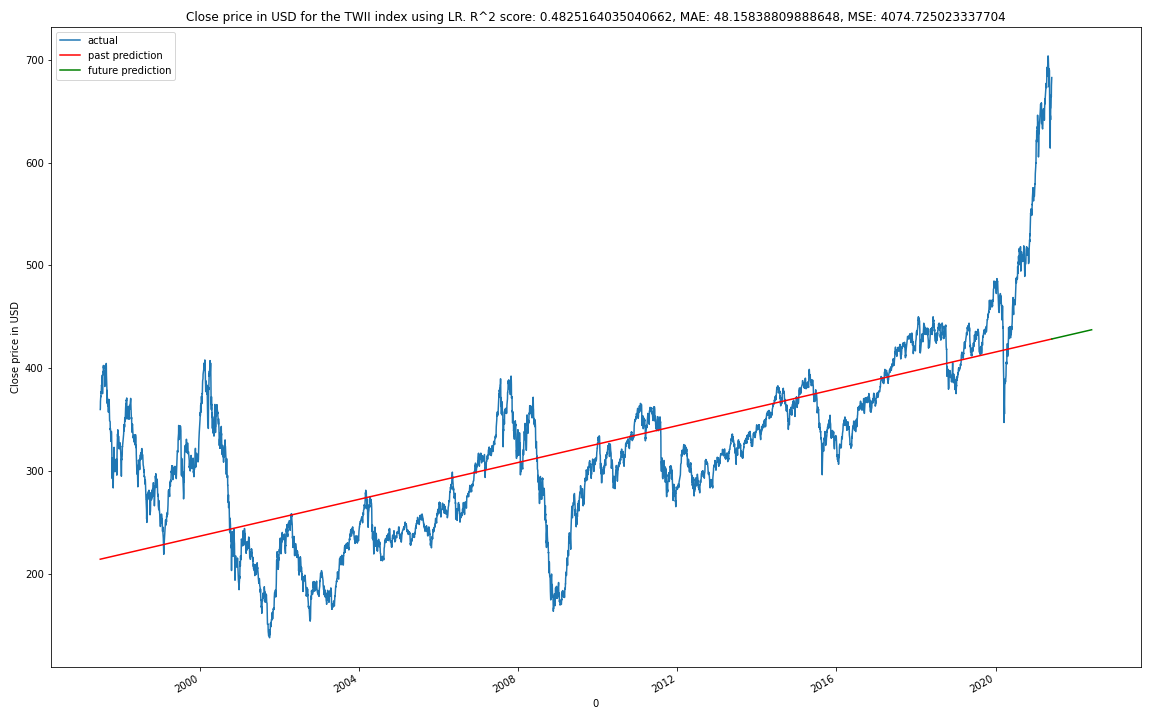 Close price in USD for the TWII index using LR. R^2 score: 0.4825164035040662, MAE: 48.15838809888648, MSE: 4074.725023337704
actual
past prediction
future prediction
700
600
500
400
300
200
Close price in USD
2000
2004
2008
2012
2016
2020
0